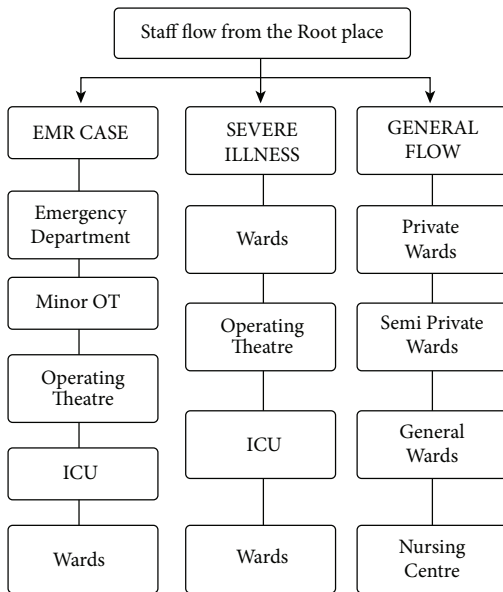 Staff flow from the Root place
EMR CASE
Emergency
Department
Minor OT
Operating
Theatre
ICU
Wards
SEVERE
ILLNESS
Wards
Operating
Theatre
ICU
Wards
GENERAL
FLOW
Private
Wards
Semi Private
Wards
General
Wards
Nursing
Centre